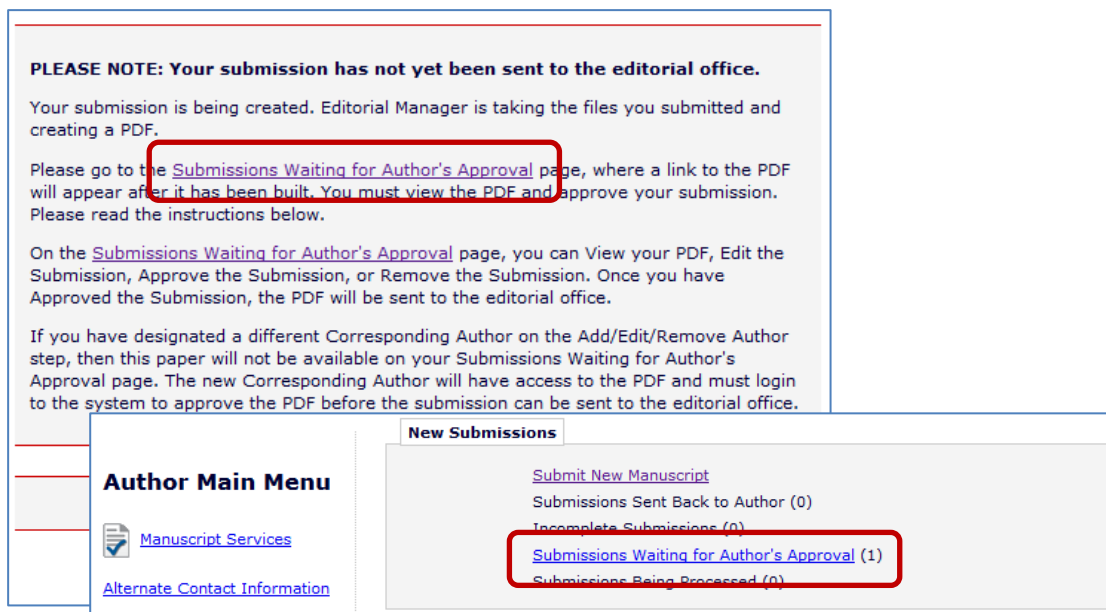 PLEASE NOTE: Your submission has not yet been sent to the editorial office.
Your submission is being created. Editorial Manager is taking the files you submitted and
creating a PDF.
Please go to the Submissions Waiting for Author's Approval page, where a link to the PDF
will appear after it has been built. You must view the PDF and approve your submission.
Please read the instructions below.
On the Submissions Waiting for Author's Approval page, you can View your PDF, Edit the
Submission, Approve the Submission, or Remove the Submission. Once you have
Approved the Submission, the PDF will be sent to the editorial office.
If you have designated a different Corresponding Author on the Add/Edit/Remove Author
step, then this paper will not be available on your Submissions Waiting for Author's
Approval page. The new Corresponding Author will have access to the PDF and must login
to the system to approve the PDF before the submission can be sent to the editorial office.
Author Main Menu
Manuscript Services
Alternate Contact Information
New Submissions
Submit New Manuscript
Submissions Sent Back to Author (0)
Incomplete Submissions (0)
Submissions Waiting for Author's Approval (1)
Submissions Being Processed (0)